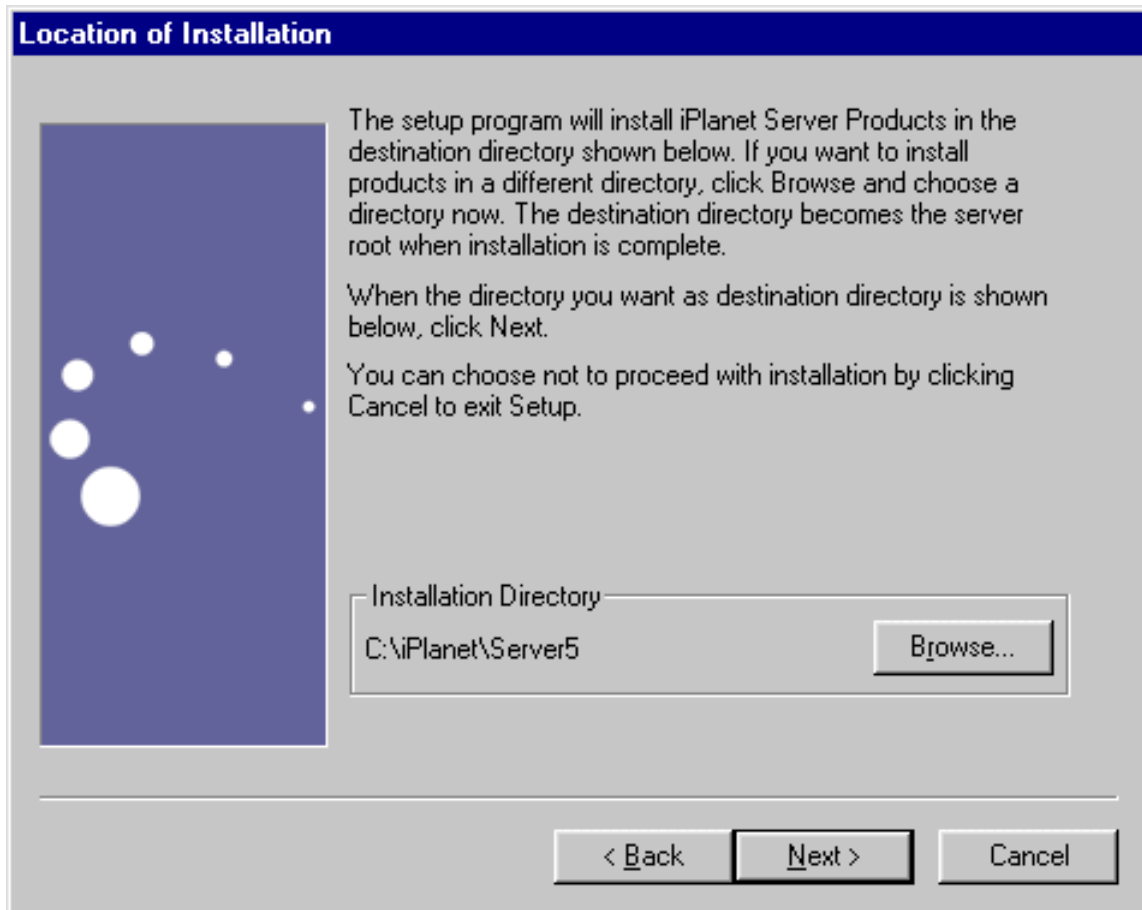 Location of Installation
The setup program will install iPlanet Server Products in the
destination directory shown below. If you want to install
products in a different directory, click Browse and choose a
directory now. The destination directory becomes the server
root when installation is complete.
When the directory you want as destination directory is shown
below, click Next.
You can choose not to proceed with installation by clicking
Cancel to exit Setup.
Installation Directory
C:\iPlanet\Server5
Browse...
< Back
Next >
Cancel